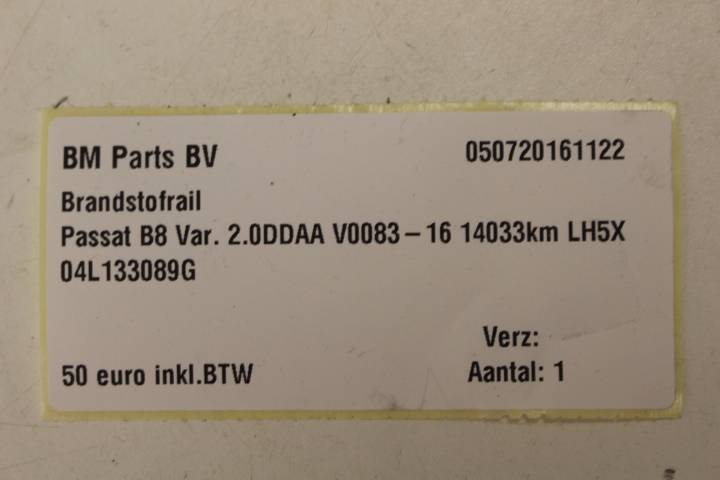 BM Parts BV 050720161122
Brandstofrail
Passat B8 Var. 2.0DDAA V0083-16 14033km LH5X
04L133089G
Verz:
50 euro inkl.BTW Aantal: 1